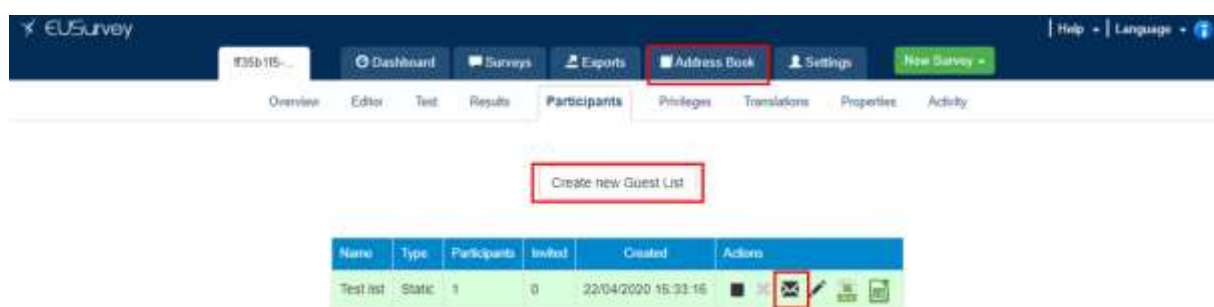 EUSurvey
Help Language
Dashboard Surveys Exports Address Book Settings New Survey
Overview Editor Test Results Participants Privileges Translations Properties Activity
Create new Guest List
Name Type Participants Invited Created Actions
Test list Static 1 0 22/04/2020 15:33:16